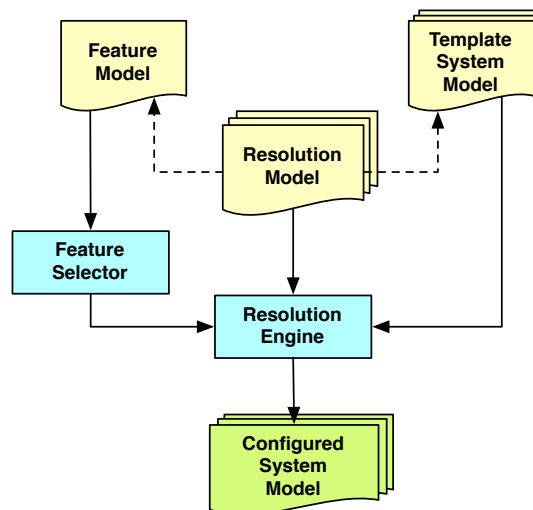 Feature
Model
Template
System
Model
Resolution
Model
Feature
Selector
Resolution
Engine
Configured
System
Model